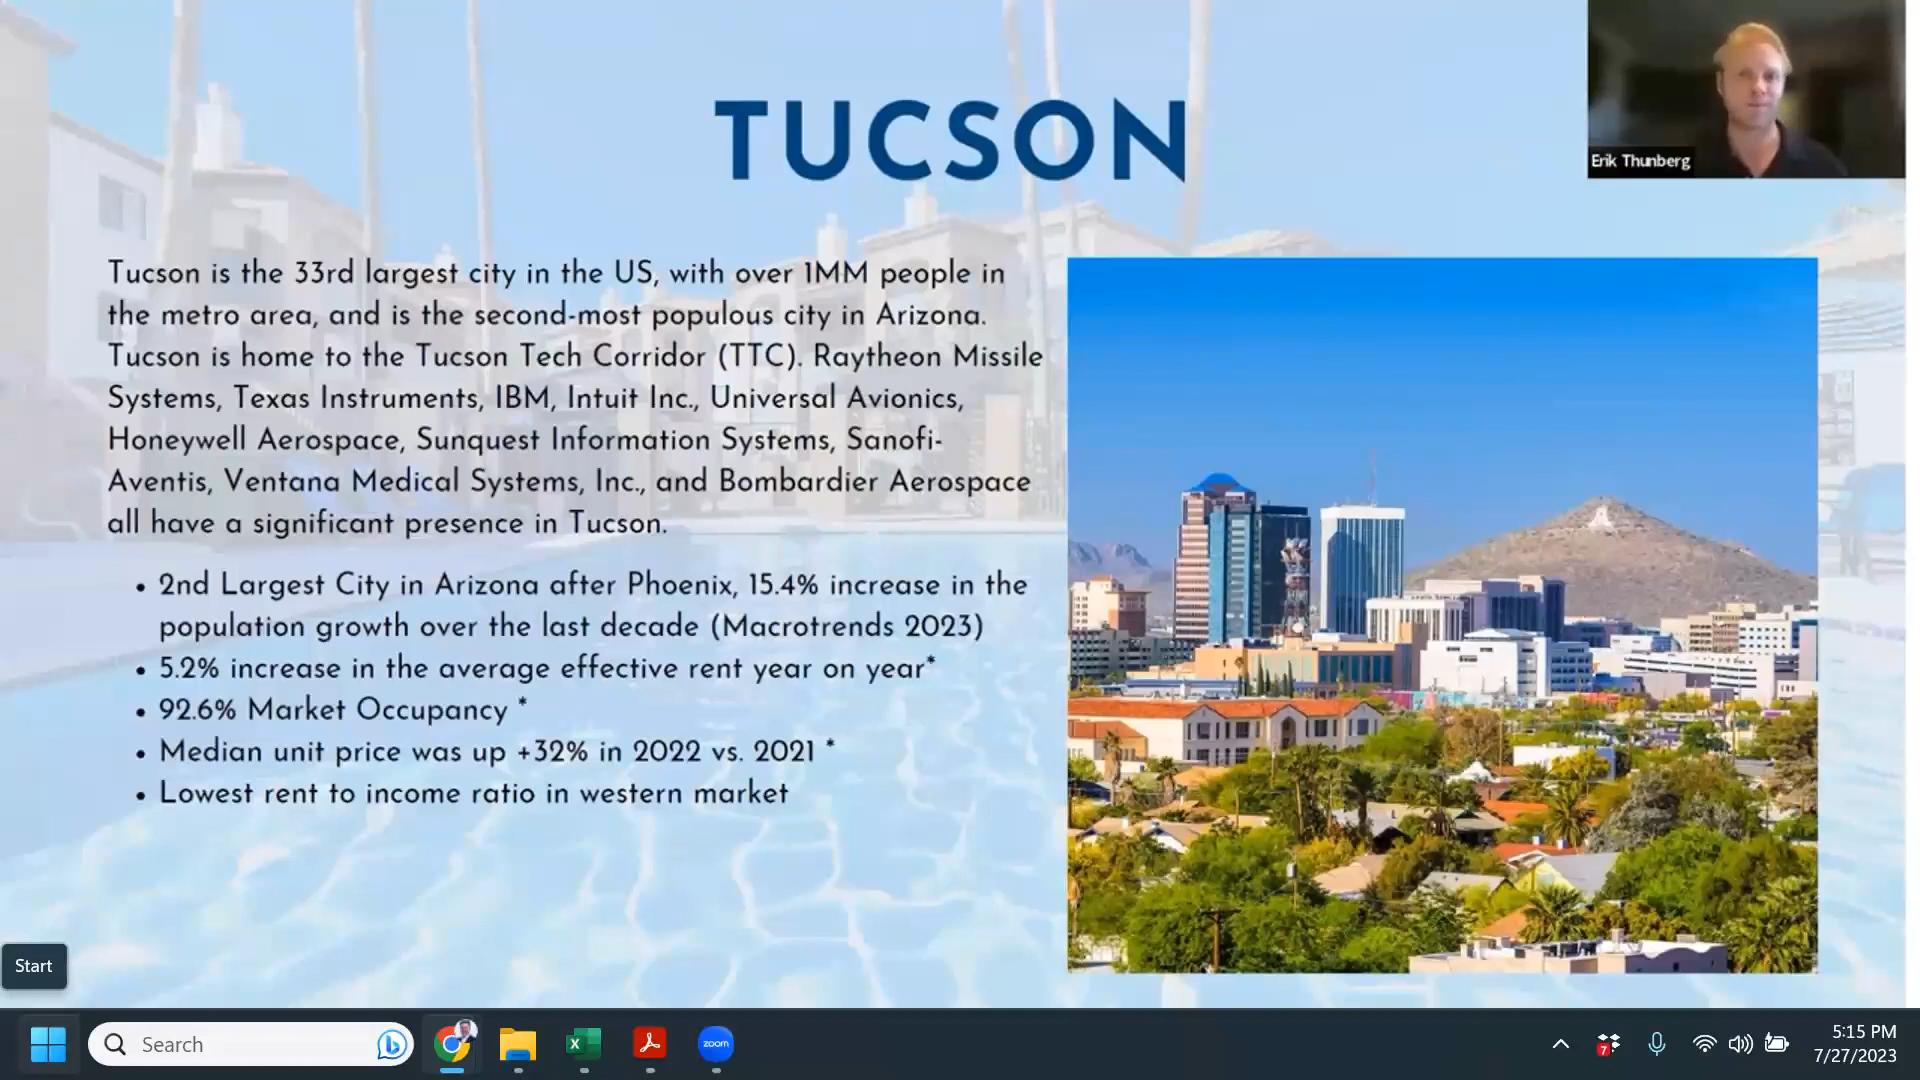 TUCSON
Erik Thunberg
Tucson is the 33rd largest city in the US, with over 1MM people in
the metro area, and is the second-most populous city in Arizona.
Tucson is home to the Tucson Tech Corridor (TTC). Raytheon Missile
Systems, Texas Instruments, IBM, Intuit Inc., Universal Avionics,
Honeywell Aerospace, Sunquest Information Systems, Sanofi-
Aventis, Ventana Medical Systems, Inc., and Bombardier Aerospace
all have a significant presence in Tucson.
• 2nd Largest City in Arizona after Phoenix, 15.4% increase in the
population growth over the last decade (Macrotrends 2023)
• 5.2% increase in the average effective rent year on year*
• 92.6% Market Occupancy *
• Median unit price was up +32% in 2022 vs. 2021 *
• Lowest rent to income ratio in western market
Start
Search
zoom
7
5:15 PM
7/27/2023